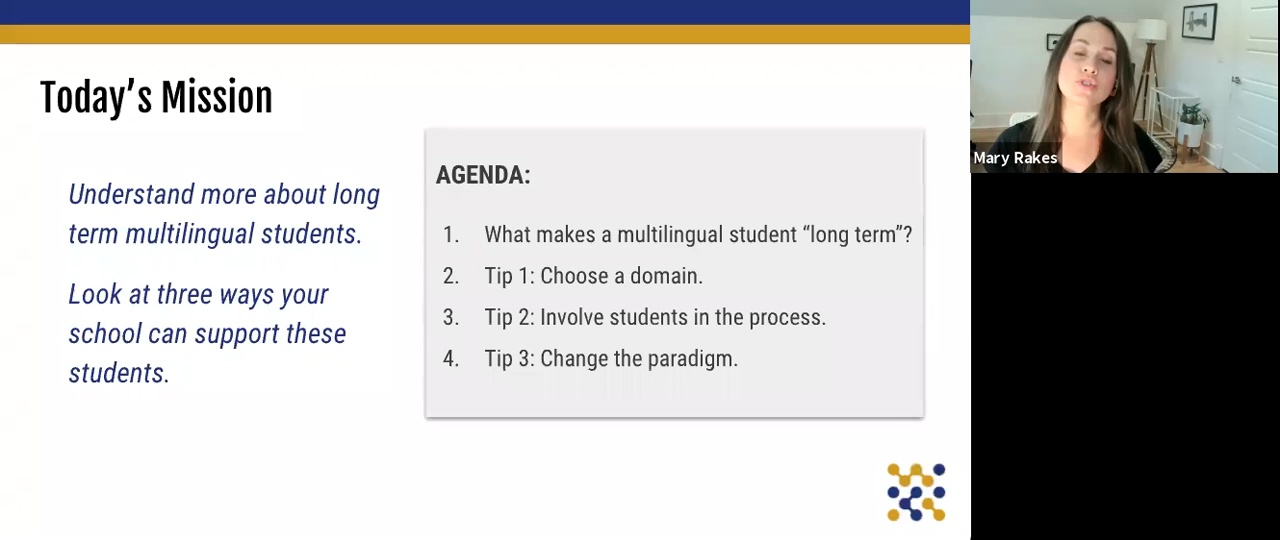 Today's Mission
Understand more about long
term multilingual students.
Look at three ways your
school can support these
students.
AGENDA:
1. What makes a multilingual student “long term”?
2. Tip 1: Choose a domain.
3. Tip 2: Involve students in the process.
4. Tip 3: Change the paradigm.
Mary Rakes